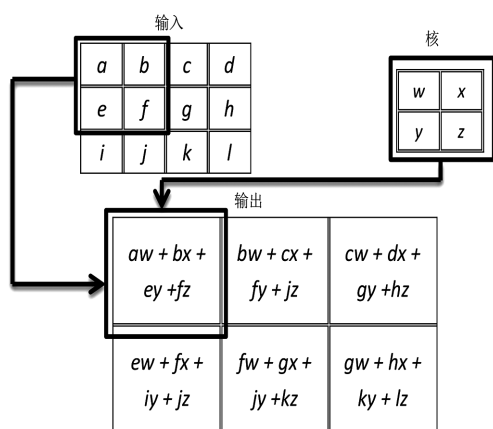 输入
核
a b c d
e f g h
i j k l
w x
y z
输出
aw + bx +
ey +fz
bw + cx +
fy + jz
cw + dx +
gy +hz
ew + fx +
iy + jz
fw + gx +
jy +kz
gw + hx +
ky + lz